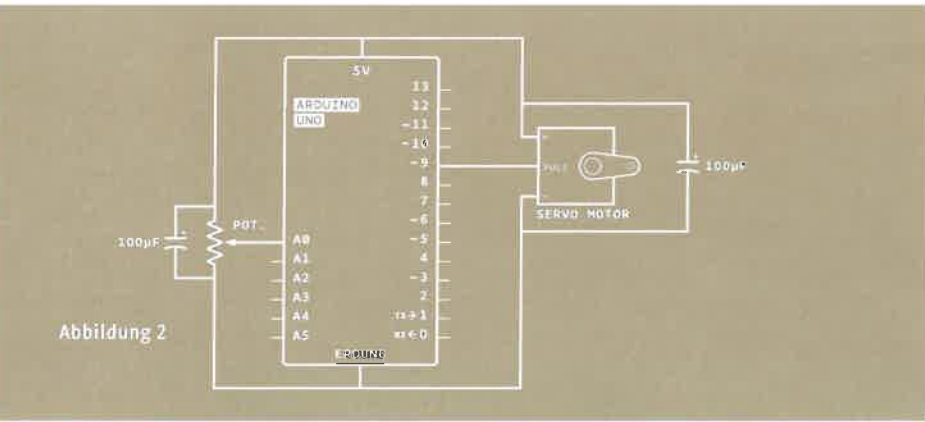 5V
ARDUINO
UNO
13
12
~11
~10
~9
8
7
~6
~5
4
~3
2
TX→1
RX←0
A0
A1
A2
A3
A4
A5
ERDUNG
POT.
100µF
+
-
SERVO MOTOR
+
100µF
Abbildung 2